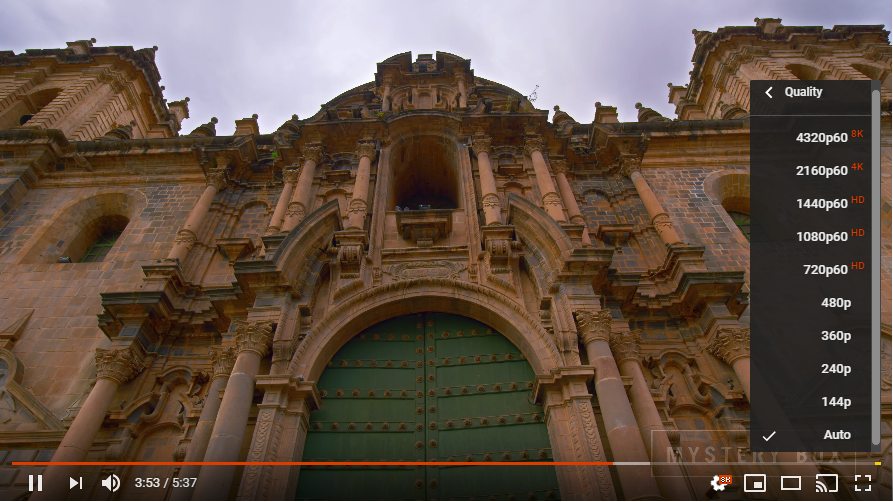 Quality
4320p60 8K
2160p60 4K
1440p60 HD
1080p60 HD
720p60 HD
480p
360p
240p
144p
Auto
MYSTERY BOX
3:53 / 5:37
8K